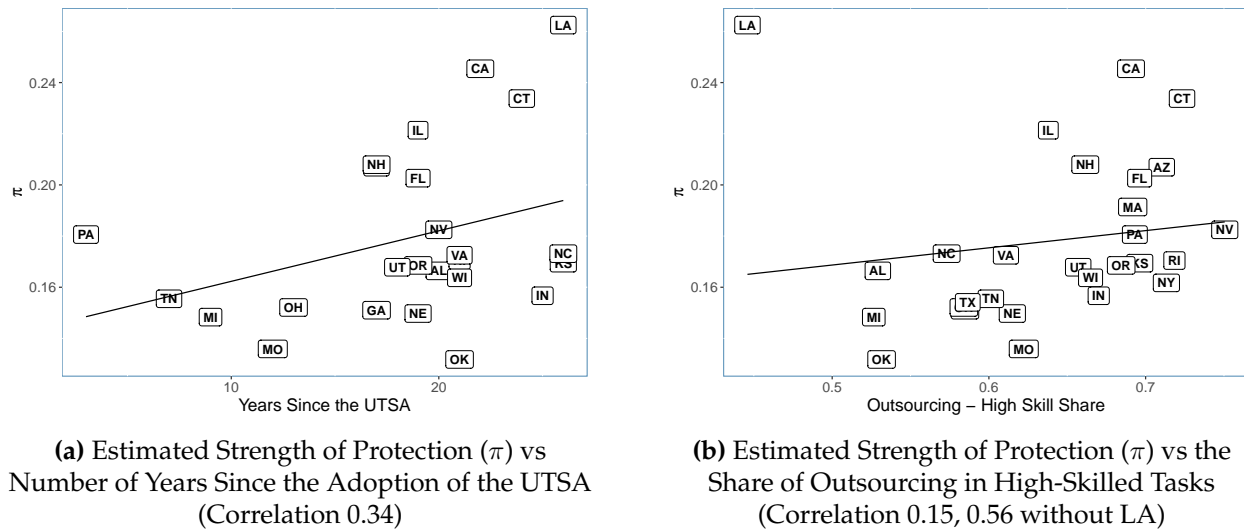 LA
CA
CT
0.24
IL
NH
FL
0.20
π
PA
NV
NC
VA
KS
UT
OR
AL
WI
0.16
TN
IN
OH
GA
NE
MI
MO
OK
10
20
Years Since the UTSA
(a) Estimated Strength of Protection (π) vs
Number of Years Since the Adoption of the UTSA
(Correlation 0.34)
LA
CA
0.24
CT
IL
NH
AZ
FL
0.20
π
MA
NV
PA
NC
VA
RI
KS
OR
UT
AL
WI
NY
0.16
IN
TN
TX
NE
MI
MO
OK
0.5
0.6
0.7
Outsourcing − High Skill Share
(b) Estimated Strength of Protection (π) vs the
Share of Outsourcing in High-Skilled Tasks
(Correlation 0.15, 0.56 without LA)